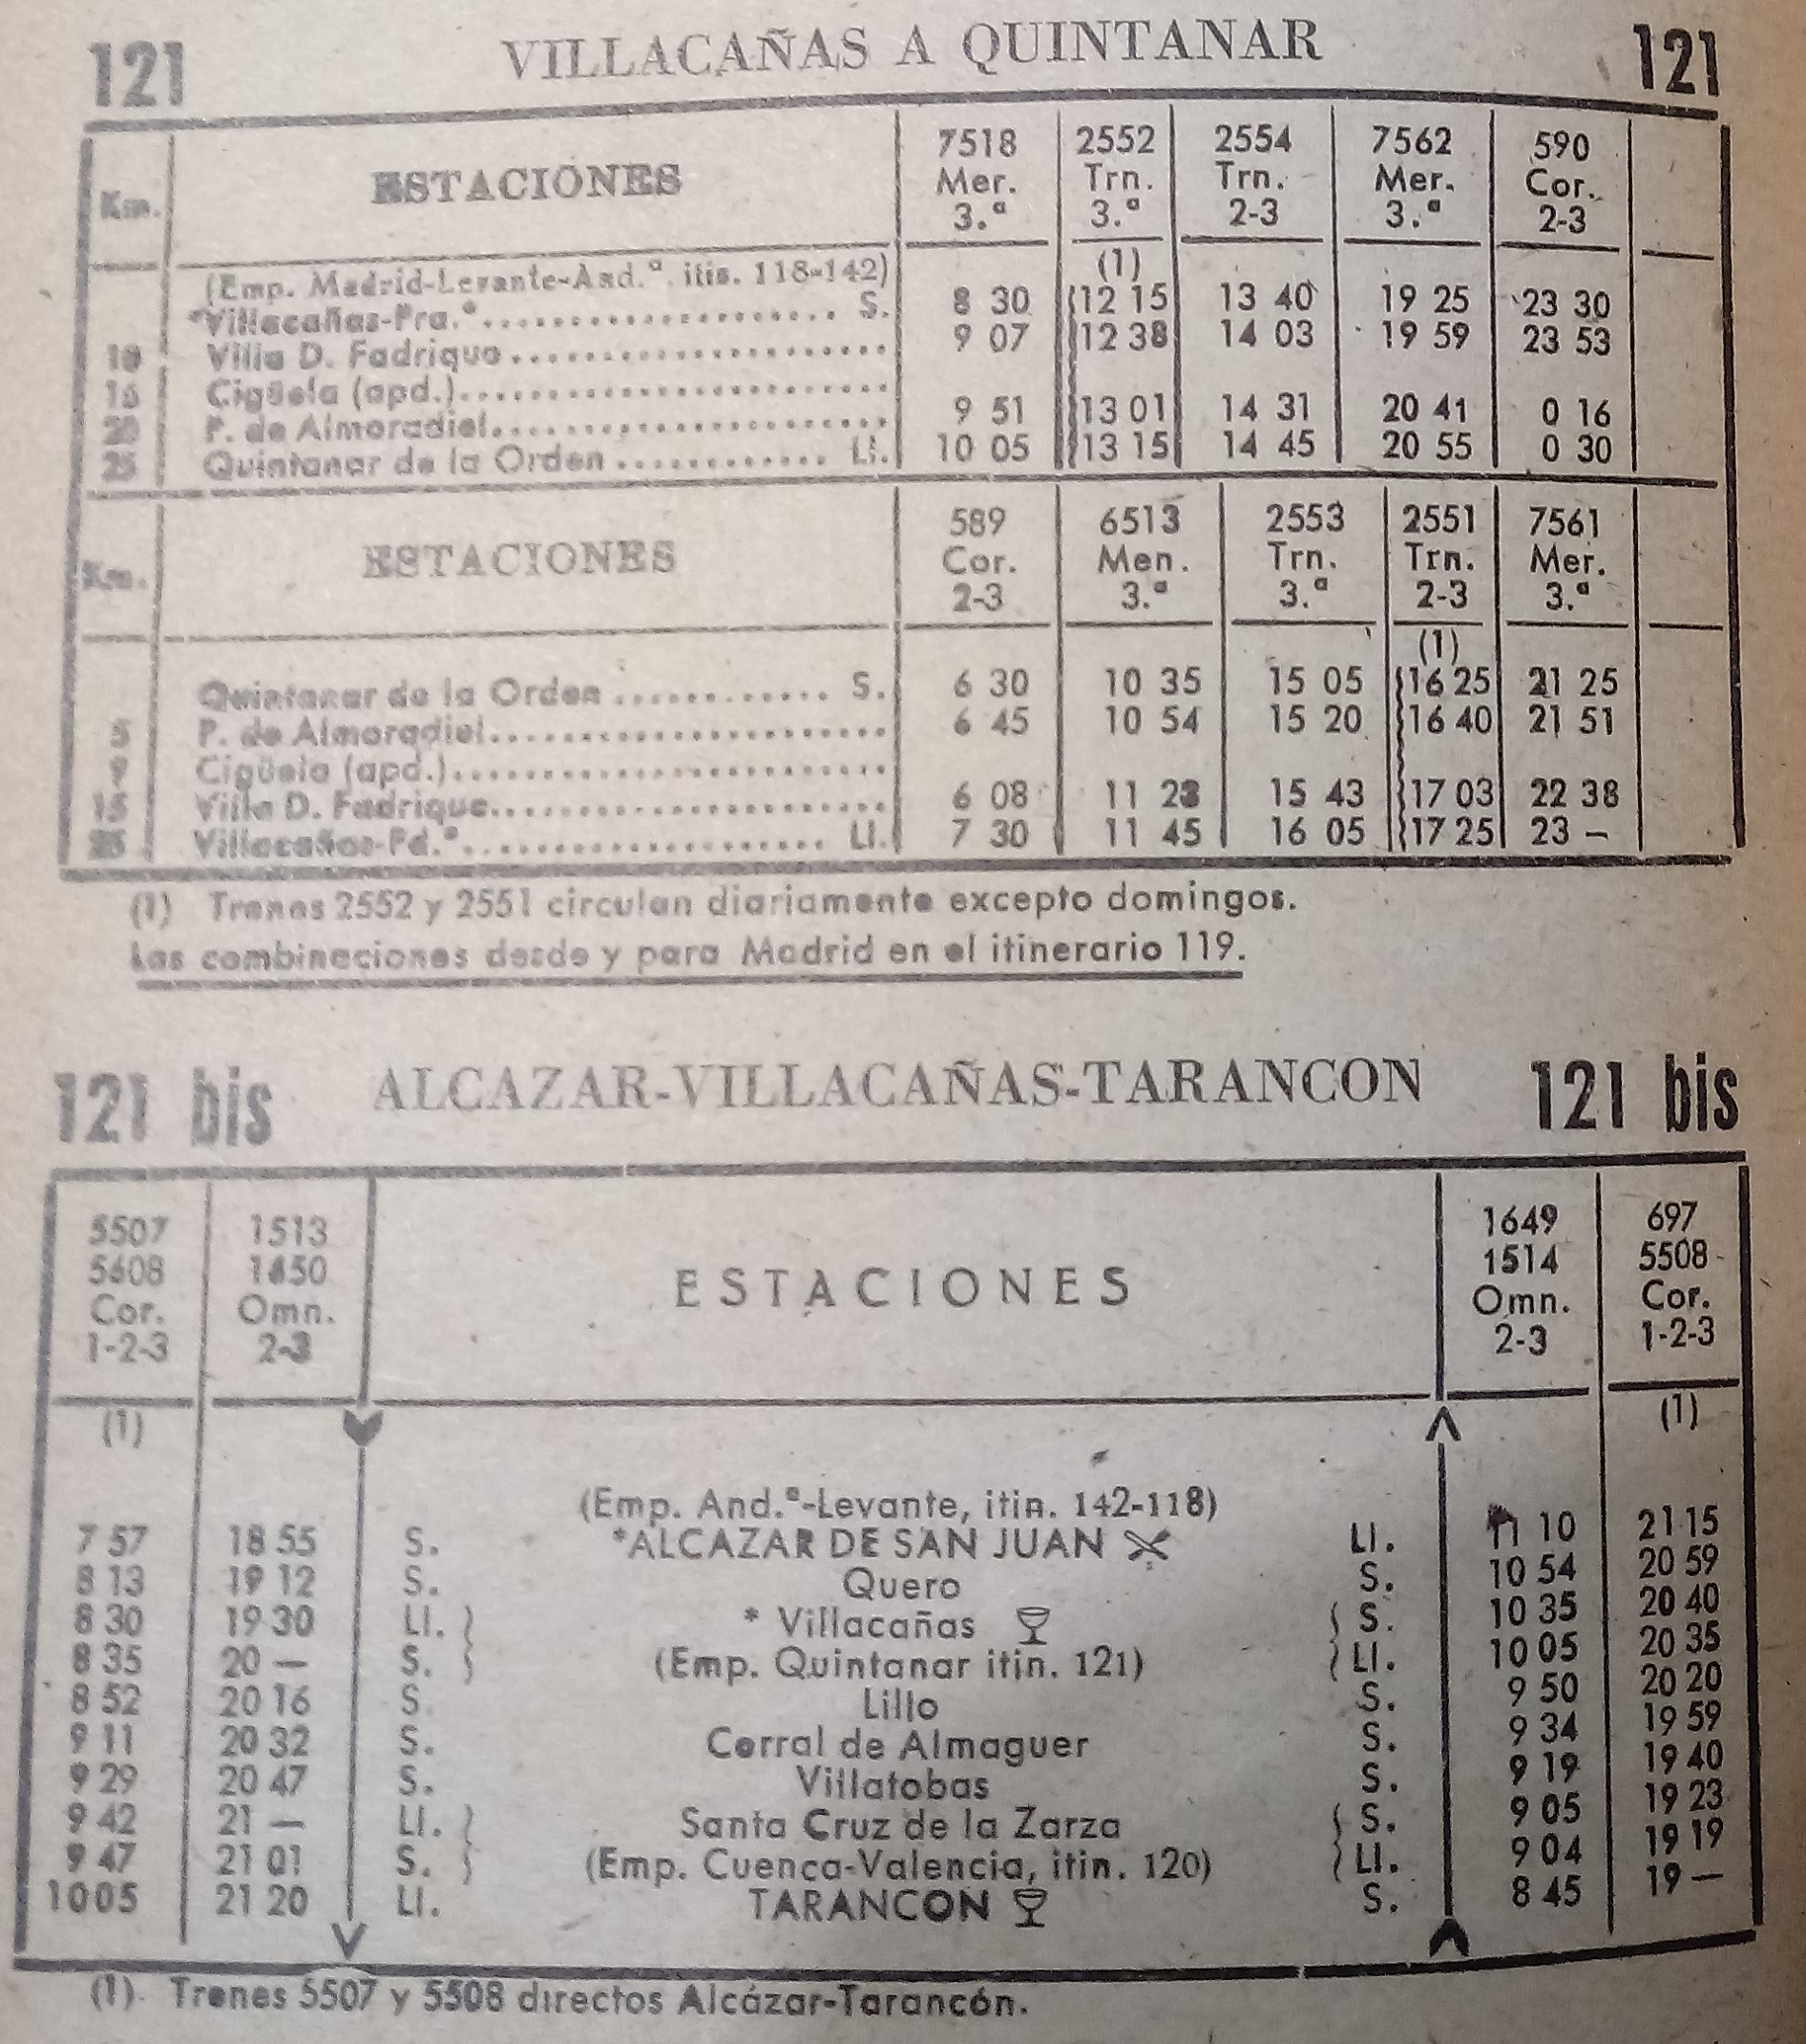 121 VILLACAÑAS A QUINTANAR 121
Km. ESTACIONES 7518 2552 2554 7562 590
Mer. Trn. Trn. Mer. Cor.
3.ª 3.ª 2-3 3.ª 2-3
(Emp. Madrid-Levante-And.ª. itis. 118-142) (1)
*Villacañas-Pra.ª S. 8 30 12 15 13 40 19 25 23 30
10 Villa D. Fadrique 9 07 12 38 14 03 19 59 23 53
16 Cigüela (apd.)
20 P. de Almoradiel 9 51 13 01 14 31 20 41 0 16
25 Quintanar de la Orden Ll. 10 05 13 15 14 45 20 55 0 30
Km. ESTACIONES 589 6513 2553 2551 7561
Cor. Men. Trn. Trn. Mer.
2-3 3.ª 3.ª 2-3 3.ª
(1)
Quintanar de la Orden S. 6 30 10 35 15 05 16 25 21 25
5 P. de Almoradiel 6 45 10 54 15 20 16 40 21 51
9 Cigüela (apd.)
15 Villa D. Fadrique 6 08 11 23 15 43 17 03 22 38
25 Villacañas-Pd.ª Ll. 7 30 11 45 16 05 17 25 23 —
(1) Trenes 2552 y 2551 circulan diariamente excepto domingos.
Las combinaciones desde y para Madrid en el itinerario 119.
121 bis ALCAZAR-VILLACAÑAS-TARANCON 121 bis
5507 1513 ESTACIONES 1649 697
5608 1650 1514 5508
Cor. Omn. Omn. Cor.
1-2-3 2-3 2-3 1-2-3
(1) (1)
(Emp. And.ª-Levante, itin. 142-118)
7 57 18 55 S. *ALCAZAR DE SAN JUAN Ll. 11 10 21 15
8 13 19 12 S. Quero S. 10 54 20 59
8 30 19 30 Ll. * Villacañas S. 10 35 20 40
8 35 20 — S. (Emp. Quintanar itin. 121) Ll. 10 05 20 35
8 52 20 16 S. Lillo S. 9 50 20 20
9 11 20 32 S. Corral de Almaguer S. 9 34 19 59
9 29 20 47 S. Villatobas S. 9 19 19 40
9 42 21 — Ll. Santa Cruz de la Zarza S. 9 05 19 23
9 47 21 01 S. (Emp. Cuenca-Valencia, itin. 120) Ll. 9 04 19 19
10 05 21 20 Ll. TARANCON S. 8 45 19 —
(1). Trenes 5507 y 5508 directos Alcázar-Tarancón.